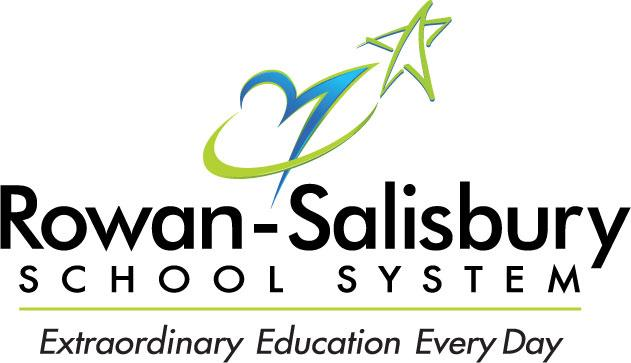 Rowan-Salisbury
SCHOOL SYSTEM
Extraordinary Education Every Day